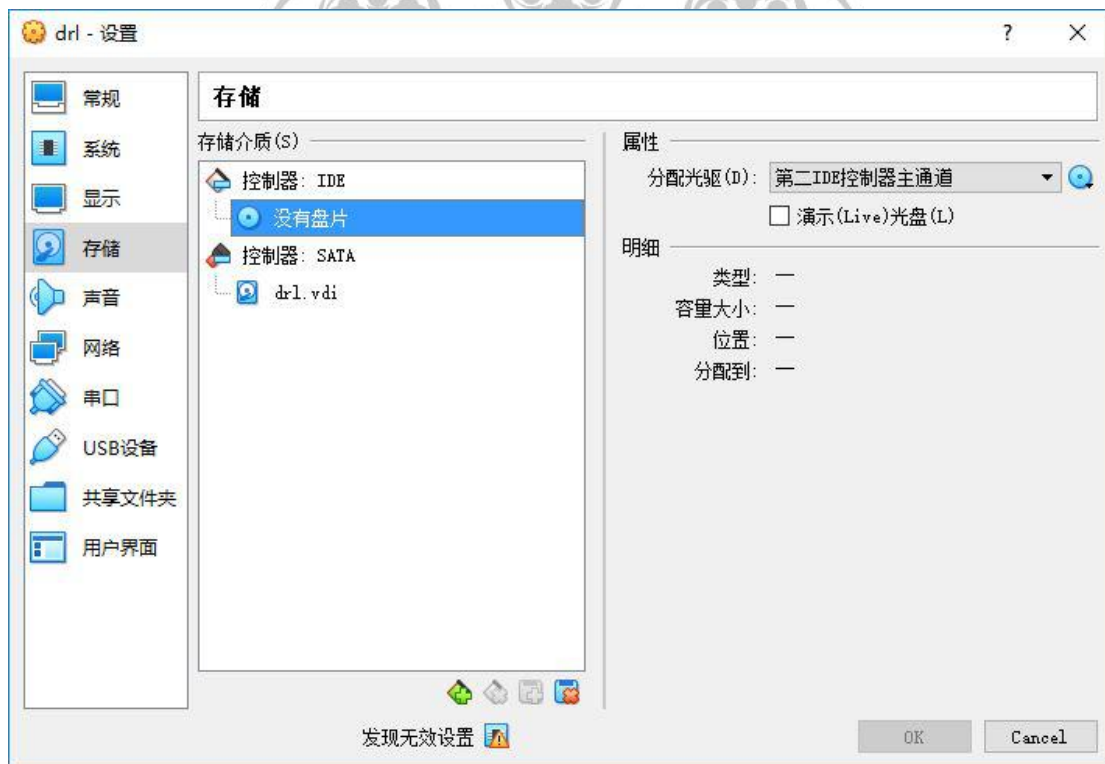 drl - 设置
?
常规
系统
显示
存储
声音
网络
串口
USB设备
共享文件夹
用户界面
存储
存储介质(S)
控制器: IDE
没有盘片
控制器: SATA
drl.vdi
属性
分配光驱(D): 第二IDE控制器主通道
演示(Live)光盘(L)
明细
类型: —
容量大小: —
位置: —
分配到: —
发现无效设置
OK
Cancel